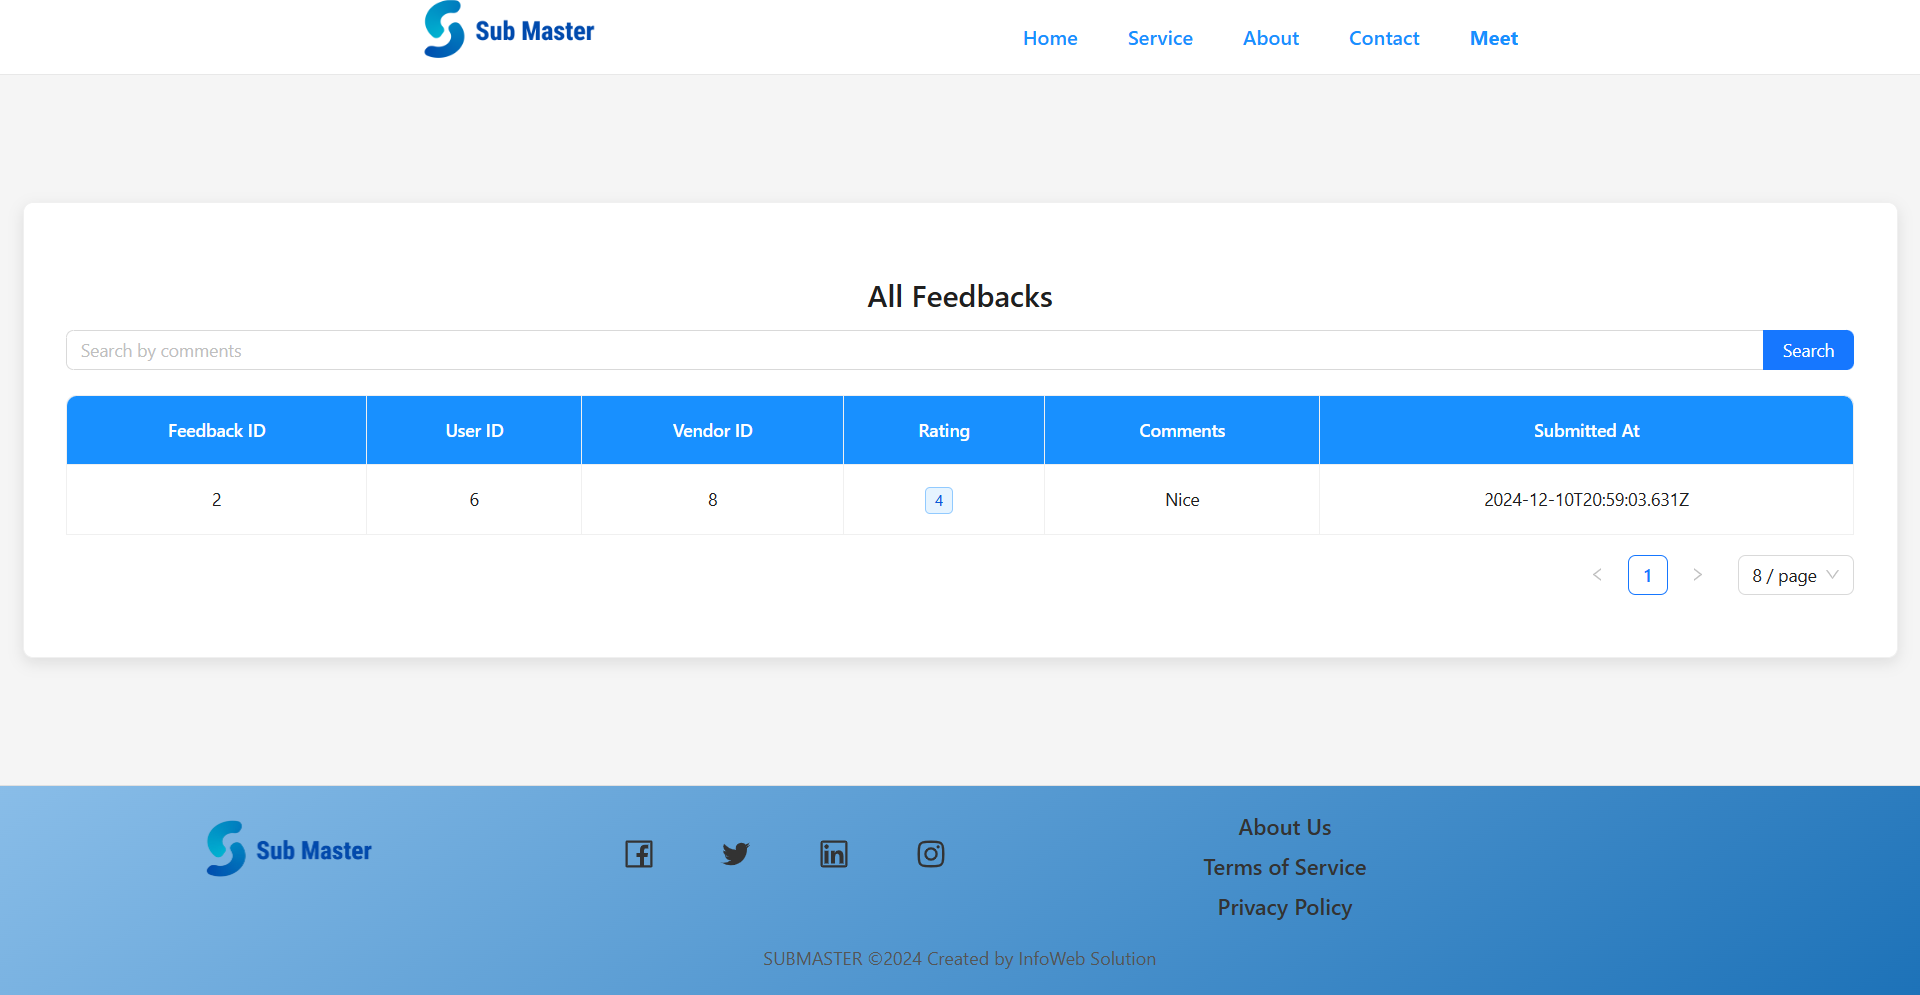 Sub Master
Home Service About Contact Meet
All Feedbacks
Search by comments Search
Feedback ID User ID Vendor ID Rating Comments Submitted At
2 6 8 4 Nice 2024-12-10T20:59:03.631Z
1 8 / page
Sub Master
About Us
Terms of Service
Privacy Policy
SUBMASTER ©2024 Created by InfoWeb Solution